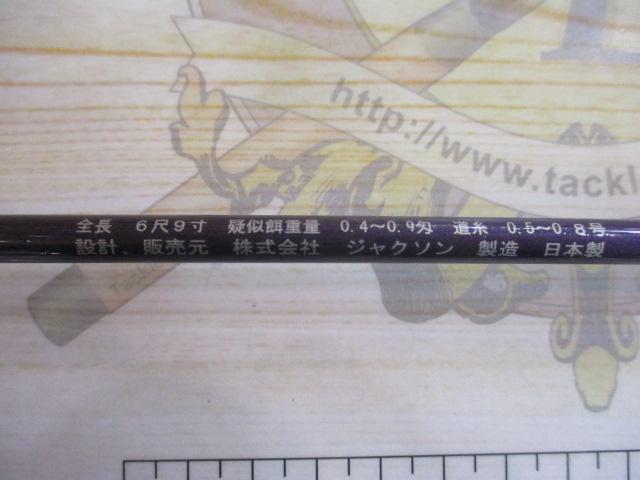 http://www.tackl
全長 6尺9寸 疑似餌重量 0.4～0.9匁 道糸 0.5～0.8号
設計、販売元 株式会社 ジャクソン 製造 日本製